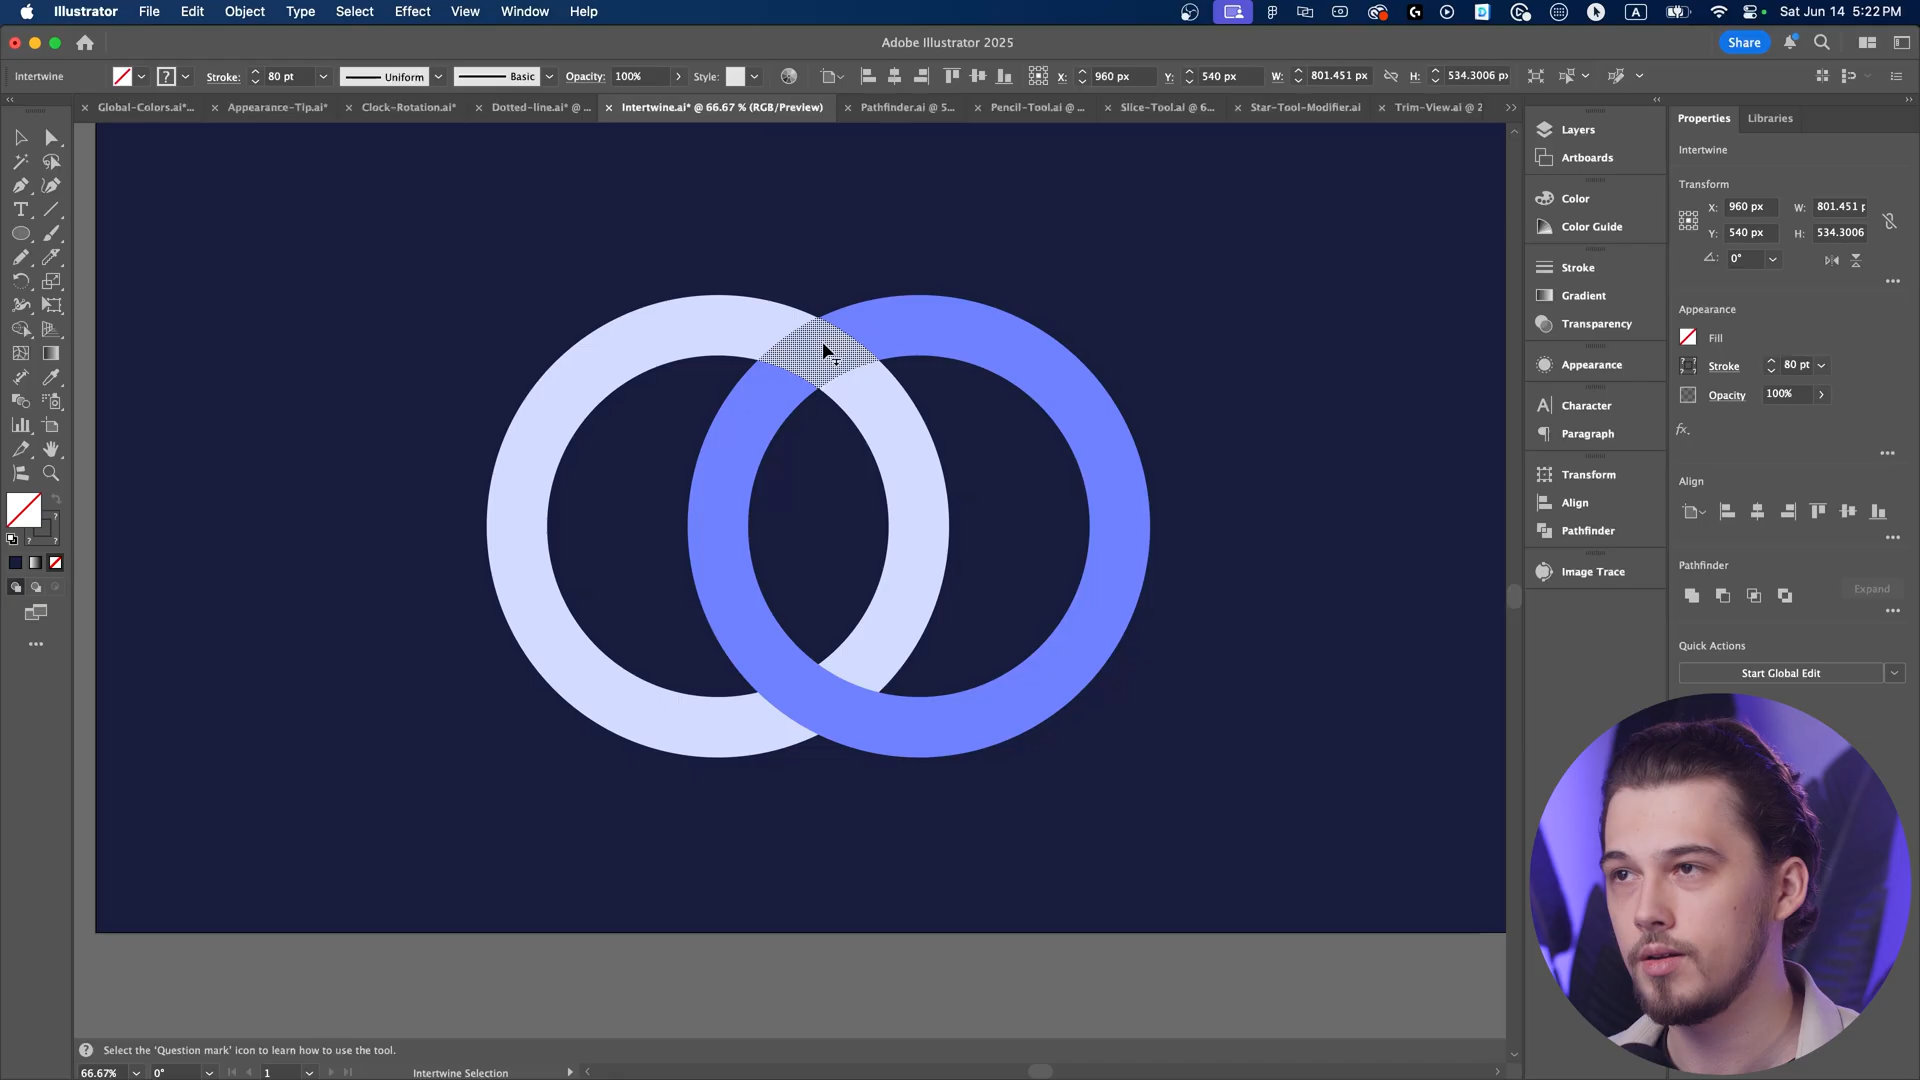 Illustrator File Edit Object Type Select Effect View Window Help
A Sat Jun 14 5:22 PM
Adobe Illustrator 2025
Share
Intertwine Stroke: 80 pt Uniform Basic Opacity: 100% Style: X: 960 px Y: 540 px W: 801.451 px H: 534.3006 px
Global-Colors.ai*... Appearance-Tip.ai* Clock-Rotation.ai* Dotted-line.ai* @ ... Intertwine.ai* @ 66.67 % (RGB/Preview) Pathfinder.ai @ 5... Pencil-Tool.ai @ ... Slice-Tool.ai @ 6... Star-Tool-Modifier.ai Trim-View.ai @ 2
Layers
Artboards
Color
Color Guide
Stroke
Gradient
Transparency
Appearance
Character
Paragraph
Transform
Align
Pathfinder
Image Trace
Properties Libraries
Intertwine
Transform
X: 960 px W: 801.451 p
Y: 540 px H: 534.3006
0°
Appearance
Fill
Stroke 80 pt
Opacity 100%
fx.
Align
Pathfinder
Expand
Quick Actions
Start Global Edit
Select the 'Question mark' icon to learn how to use the tool.
66.67% 0° 1 Intertwine Selection